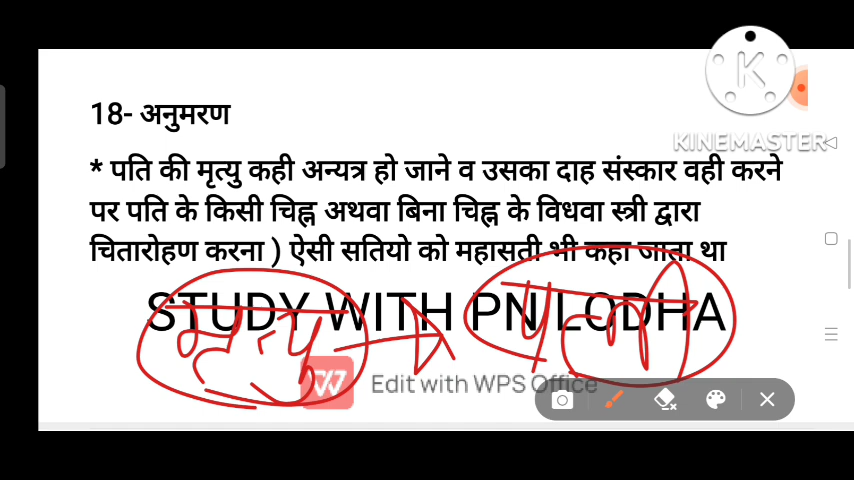 KINEMASTER
18- अनुमरण
* पति की मृत्यु कही अन्यत्र हो जाने व उसका दाह संस्कार वही करने
पर पति के किसी चिह्न अथवा बिना चिह्न के विधवा स्त्री द्वारा
चितारोहण करना ) ऐसी सतियो को महासती भी कहा जाता था
STUDY WITH PN LODHA
मृत्यु
Edit with WPS Office